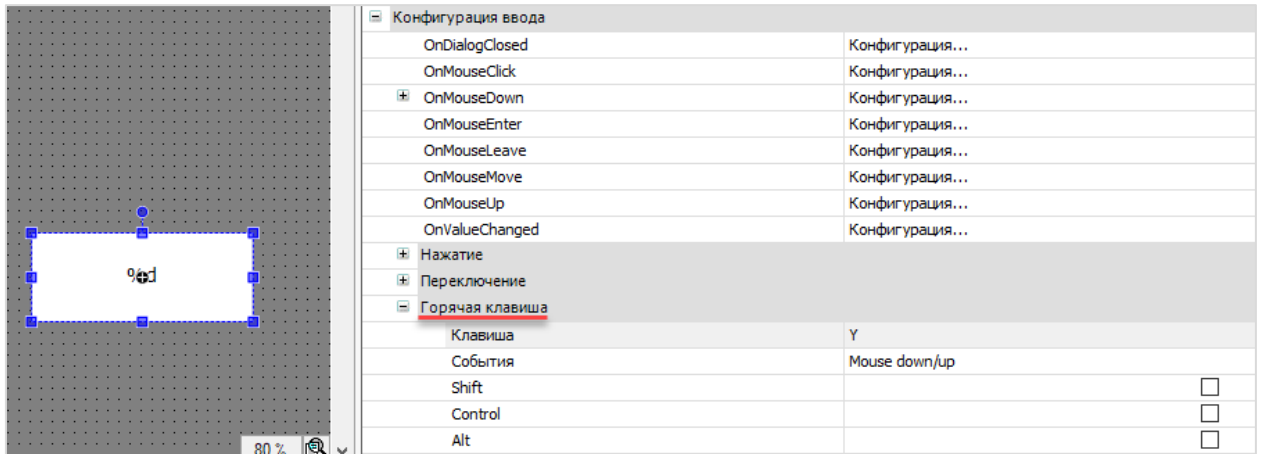 Конфигурация ввода
OnDialogClosed Конфигурация...
OnMouseClick Конфигурация...
OnMouseDown Конфигурация...
OnMouseEnter Конфигурация...
OnMouseLeave Конфигурация...
OnMouseMove Конфигурация...
OnMouseUp Конфигурация...
OnValueChanged Конфигурация...
Нажатие
%d
Переключение
Горячая клавиша
Клавиша Y
События Mouse down/up
Shift
Control
Alt
80 %